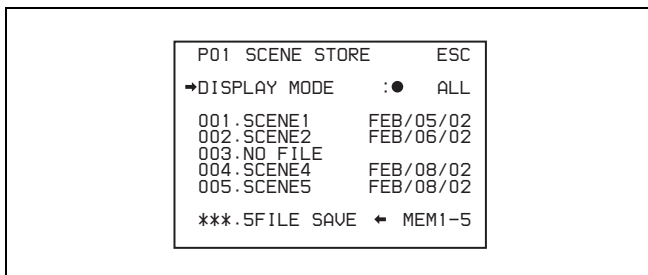 P01 SCENE STORE ESC
➡DISPLAY MODE :● ALL
001.SCENE1 FEB/05/02
002.SCENE2 FEB/06/02
003.NO FILE
004.SCENE4 FEB/08/02
005.SCENE5 FEB/08/02
***.5FILE SAVE ← MEM1-5